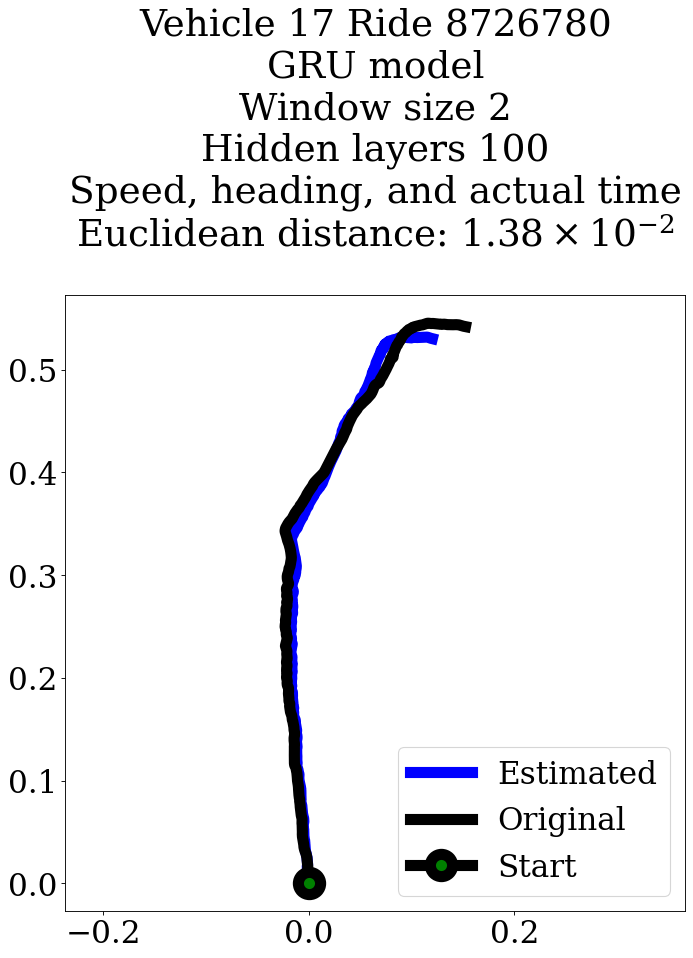 Vehicle 17 Ride 8726780
GRU model
Window size 2
Hidden layers 100
Speed, heading, and actual time
Euclidean distance: 1.38 × 10⁻²
0.5
0.4
0.3
0.2
0.1
0.0
−0.2 0.0 0.2
Estimated
Original
Start